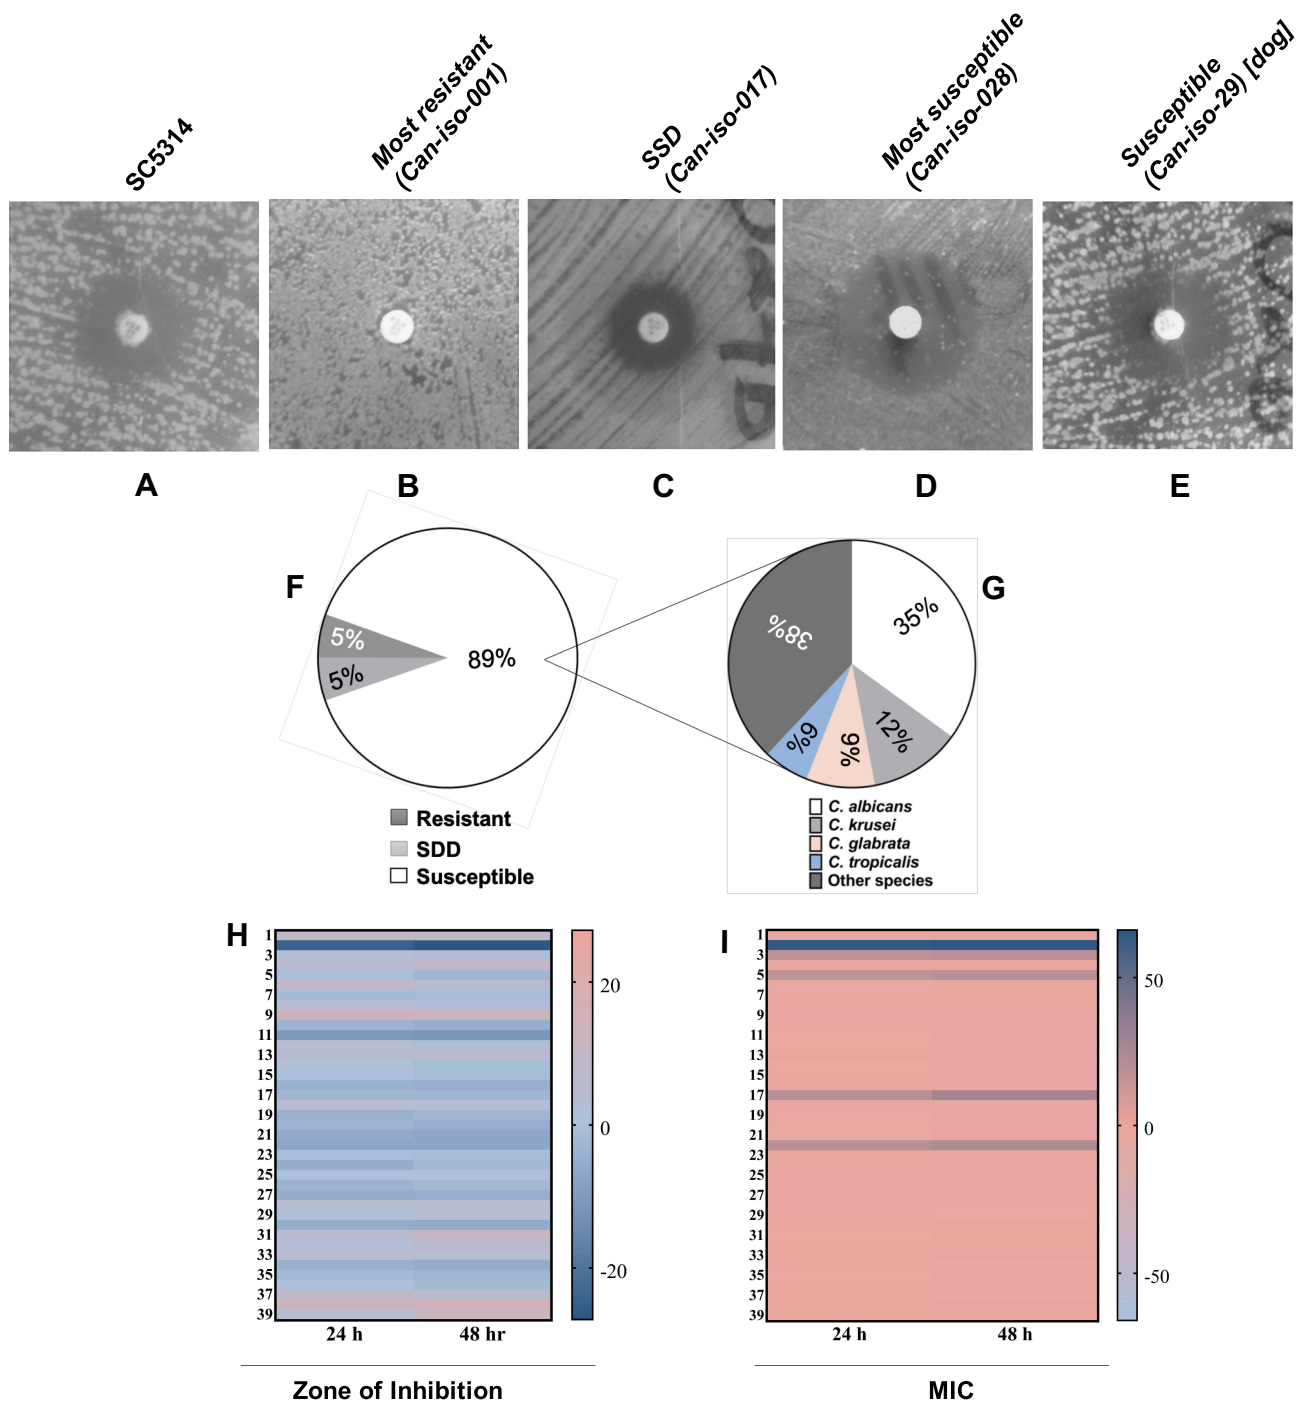 SC5314
Most resistant
(Can-iso-001)
SSD
(Can-iso-017)
Most susceptible
(Can-iso-028)
Susceptible
(Can-iso-29) [dog]
A
B
C
D
E
F
5%
5%
89%
Resistant
SDD
Susceptible
G
35%
38%
12%
9%
6%
C. albicans
C. krusei
C. glabrata
C. tropicalis
Other species
H
1
3
5
7
9
11
13
15
17
19
21
23
25
27
29
31
33
35
37
39
24 h
48 hr
20
0
-20
Zone of Inhibition
I
1
3
5
7
9
11
13
15
17
19
21
23
25
27
29
31
33
35
37
39
24 h
48 h
50
0
-50
MIC